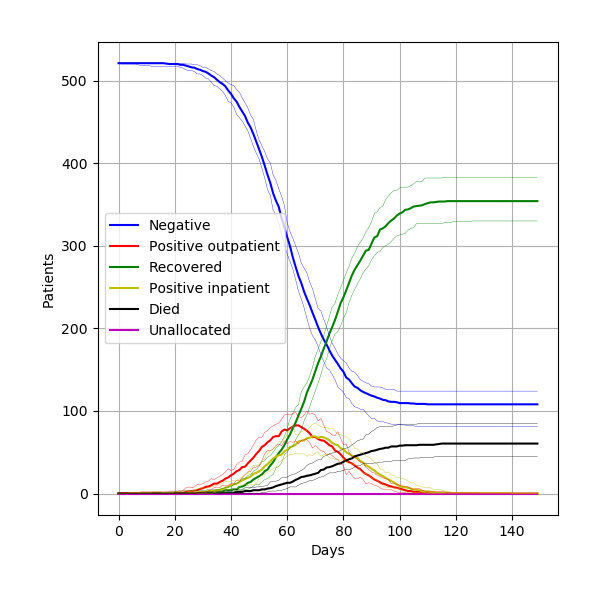 500
400
300
200
100
0
Patients
Negative
Positive outpatient
Recovered
Positive inpatient
Died
Unallocated
0 20 40 60 80 100 120 140
Days